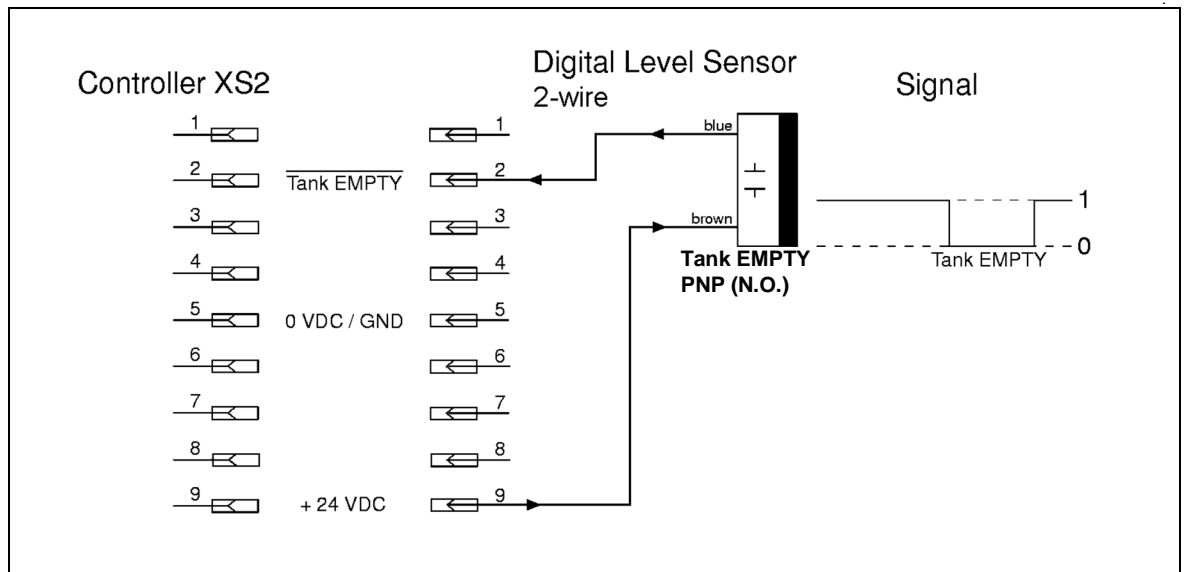 Controller XS2
Digital Level Sensor
2-wire
Signal
1
1
blue
2
Tank EMPTY
2
1
3
3
brown
0
4
4
Tank EMPTY
PNP (N.O.)
Tank EMPTY
5
0 VDC / GND
5
6
6
7
7
8
8
9
+ 24 VDC
9